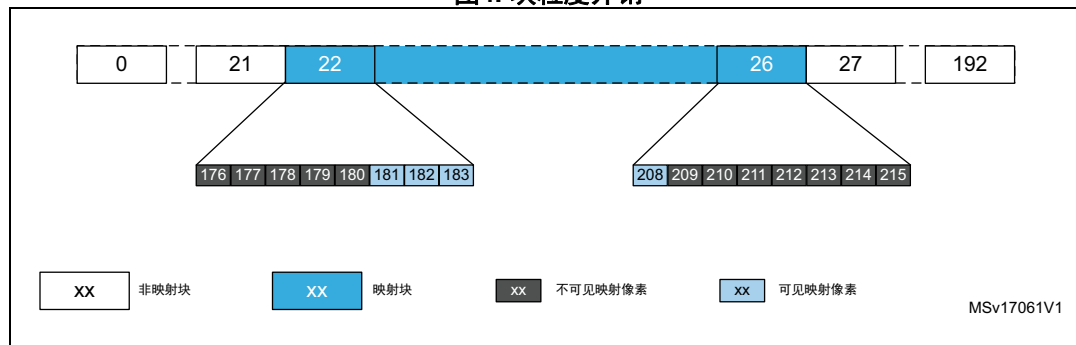 0 21 22 26 27 192
176 177 178 179 180 181 182 183 208 209 210 211 212 213 214 215
xx 非映射块 xx 映射块 xx 不可见映射像素 xx 可见映射像素
MSv17061V1